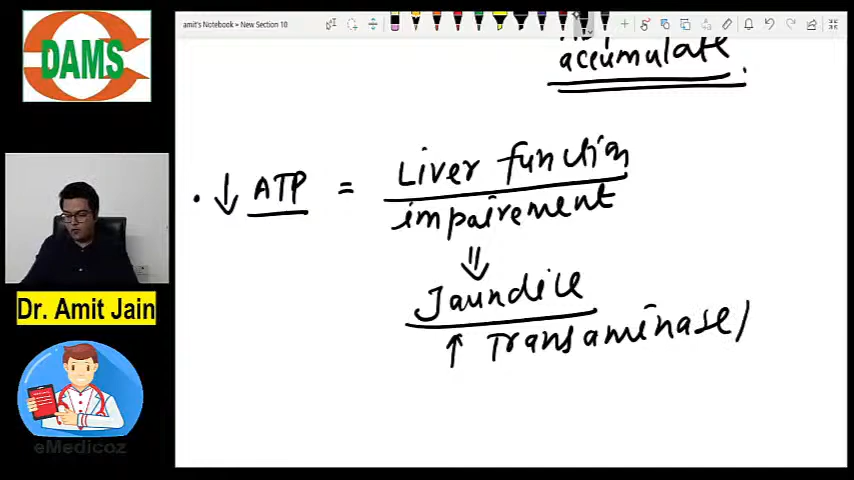 DAMS
amit's Notebook > New Section 10
accumulate.
• ↓ ATP = Liver function
impairement
⇓
Jaundice
↑ Transaminase/
Dr. Amit Jain
eMedicoz